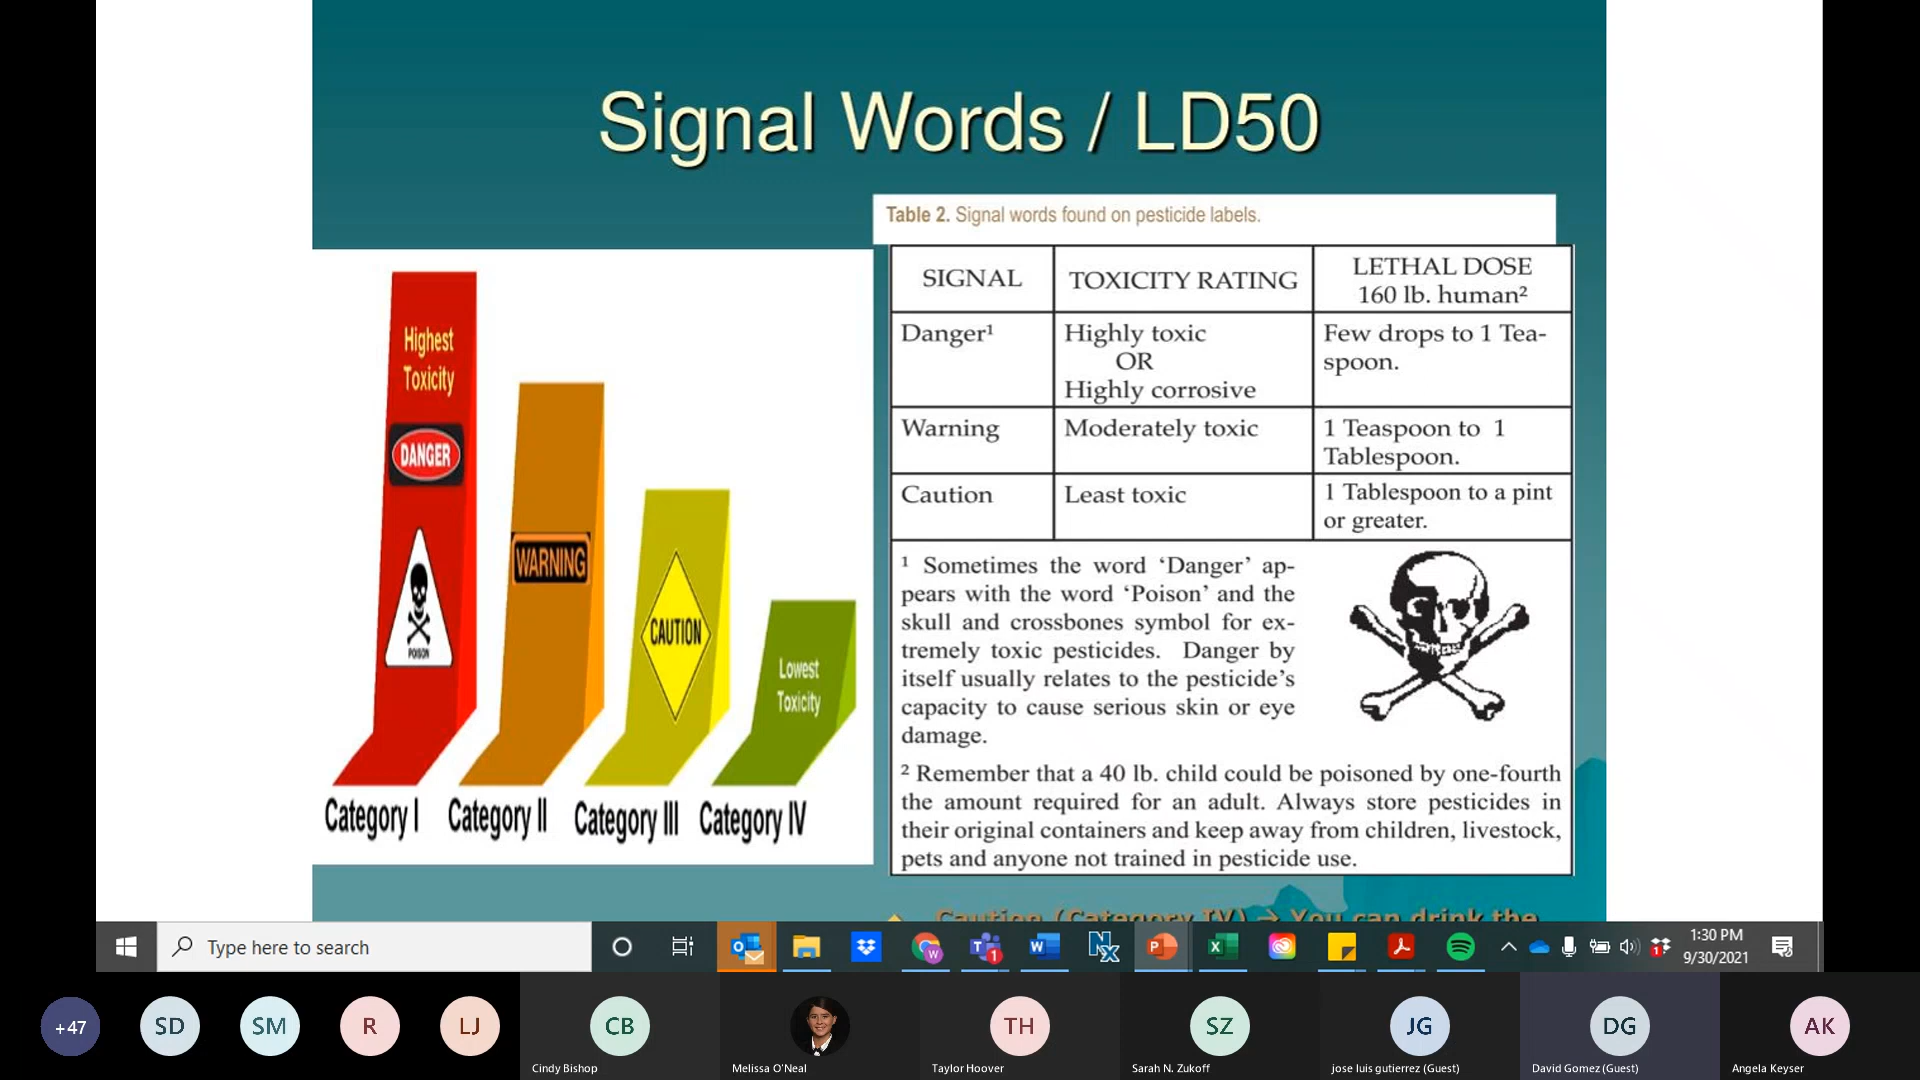 Signal Words / LD50
Table 2. Signal words found on pesticide labels.
SIGNAL
TOXICITY RATING
LETHAL DOSE
160 lb. human²
Danger¹
Highly toxic
OR
Highly corrosive
Few drops to 1 Tea-
spoon.
Warning
Moderately toxic
1 Teaspoon to 1
Tablespoon.
Caution
Least toxic
1 Tablespoon to a pint
or greater.
¹ Sometimes the word ‘Danger’ ap-
pears with the word ‘Poison’ and the
skull and crossbones symbol for ex-
tremely toxic pesticides. Danger by
itself usually relates to the pesticide’s
capacity to cause serious skin or eye
damage.
² Remember that a 40 lb. child could be poisoned by one-fourth
the amount required for an adult. Always store pesticides in
their original containers and keep away from children, livestock,
pets and anyone not trained in pesticide use.
Highest
Toxicity
DANGER
POISON
WARNING
CAUTION
Lowest
Toxicity
Category I
Category II
Category III
Category IV
Caution (Category IV) → You can drink the
Type here to search
W
1
W
N
X
P
X
1
1:30 PM
9/30/2021
+47
SD
SM
R
LJ
CB
TH
SZ
JG
DG
AK
Cindy Bishop
Melissa O'Neal
Taylor Hoover
Sarah N. Zukoff
jose luis gutierrez (Guest)
David Gomez (Guest)
Angela Keyser